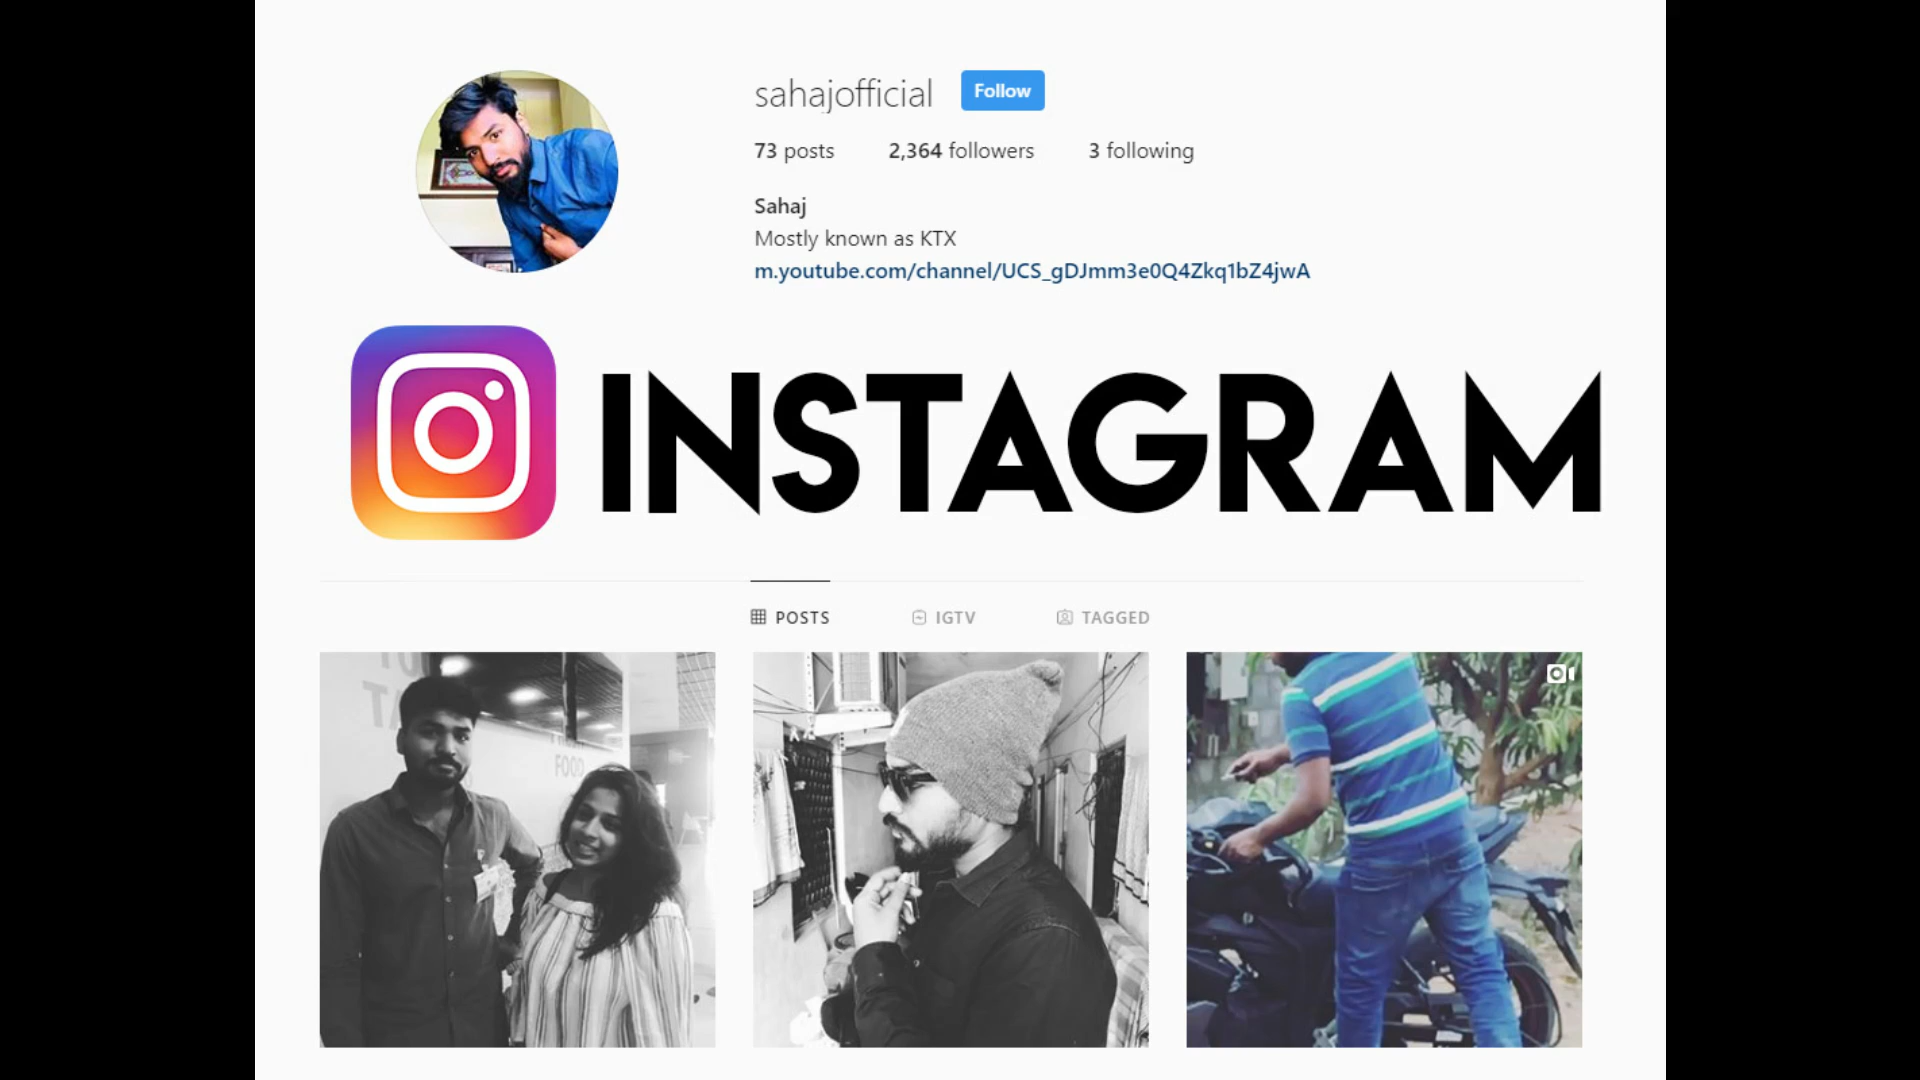 sahajofficial Follow
73 posts 2,364 followers 3 following
Sahaj
Mostly known as KTX
m.youtube.com/channel/UCS_gDJmm3e0Q4Zkq1bZ4jwA
INSTAGRAM
POSTS IGTV TAGGED
FOOD